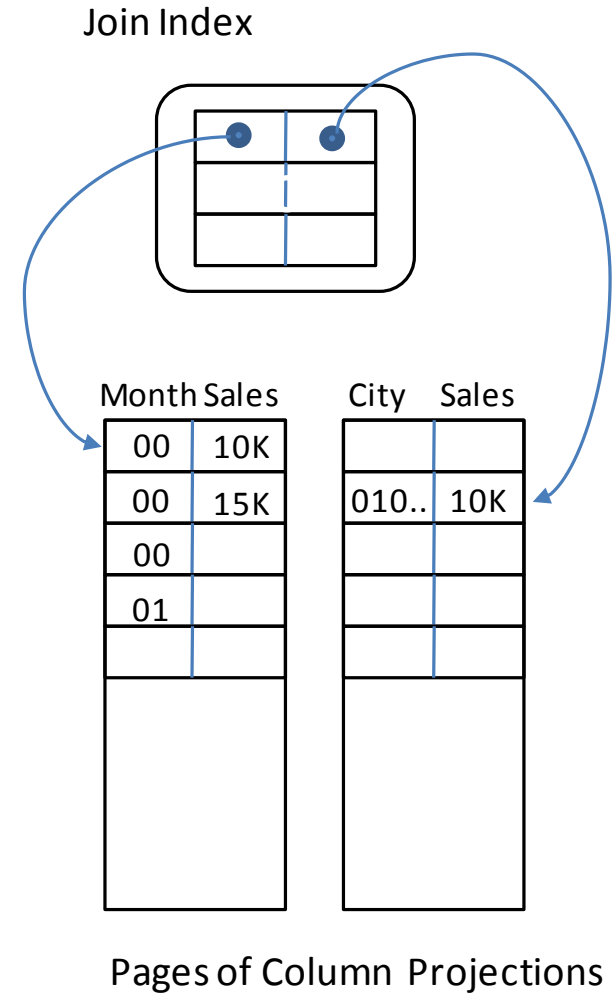 Join Index
Month Sales City Sales
00 10K
00 15K 010.. 10K
00
01
Pages of Column Projections